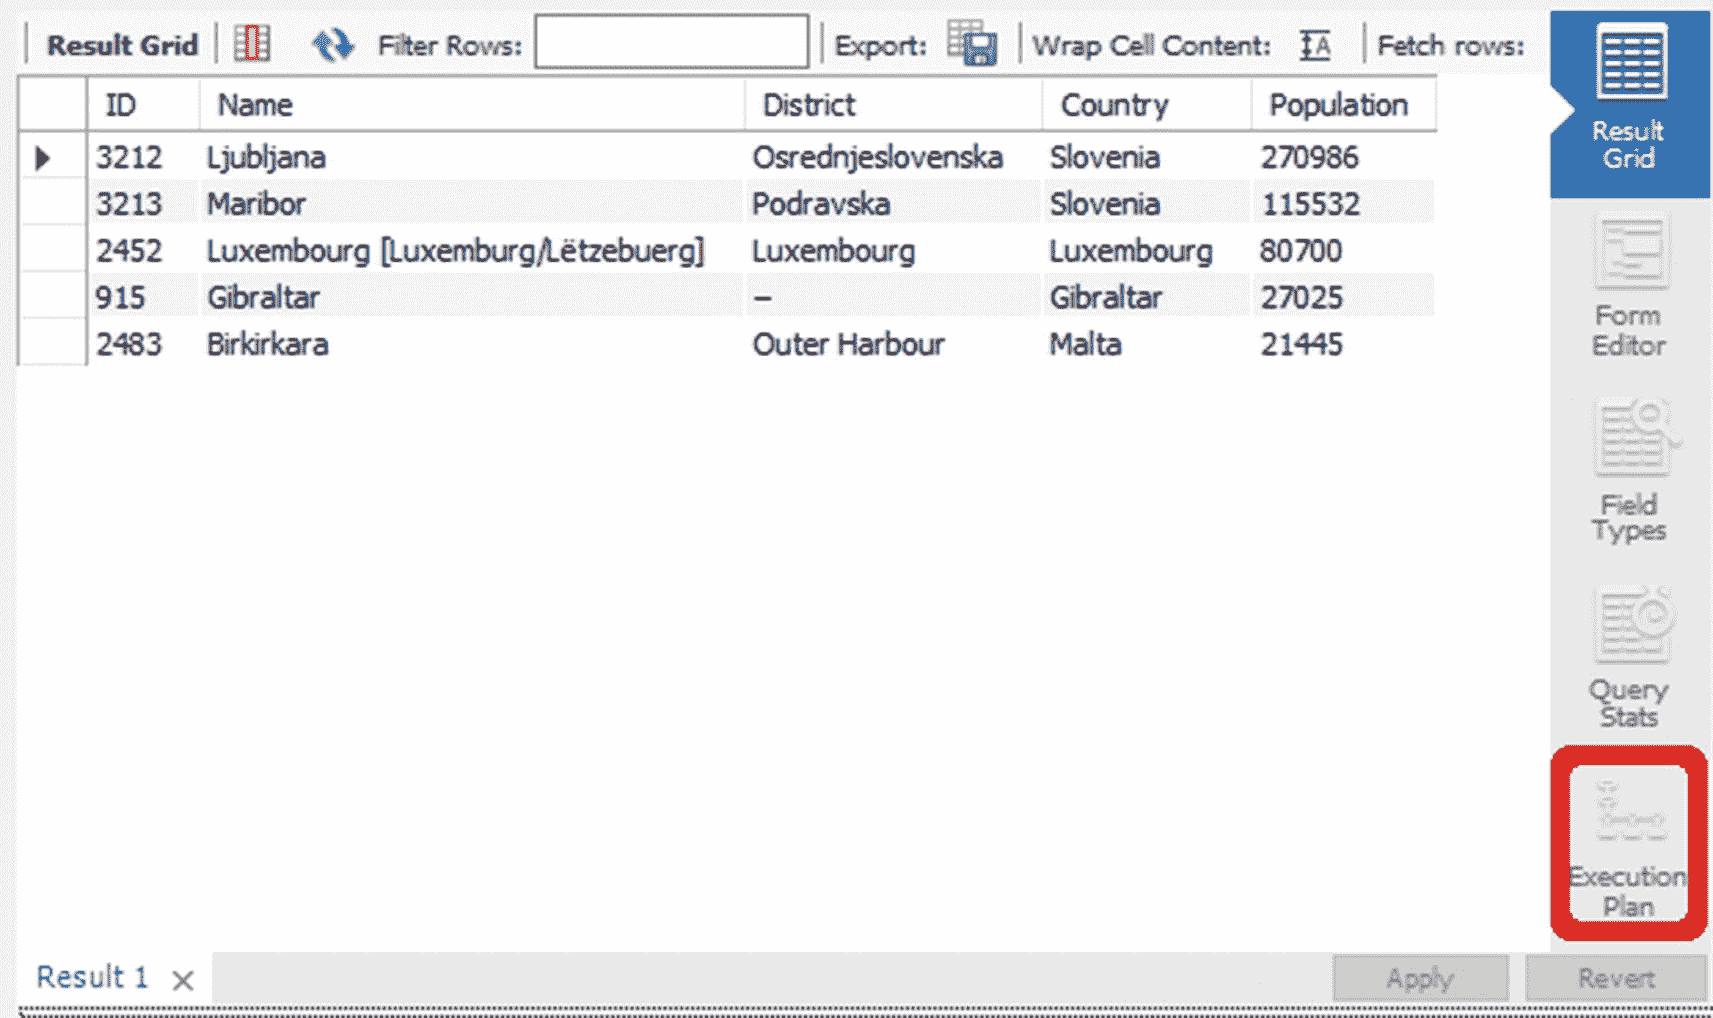 Result Grid Filter Rows: Export: Wrap Cell Content: Fetch rows:
ID Name District Country Population
3212 Ljubljana Osrednjeslovenska Slovenia 270986
3213 Maribor Podravska Slovenia 115532
2452 Luxembourg [Luxemburg/Lëtzebuerg] Luxembourg Luxembourg 80700
915 Gibraltar – Gibraltar 27025
2483 Birkirkara Outer Harbour Malta 21445
Result
Grid
Form
Editor
Field
Types
Query
Stats
Execution
Plan
Result 1 Apply Revert